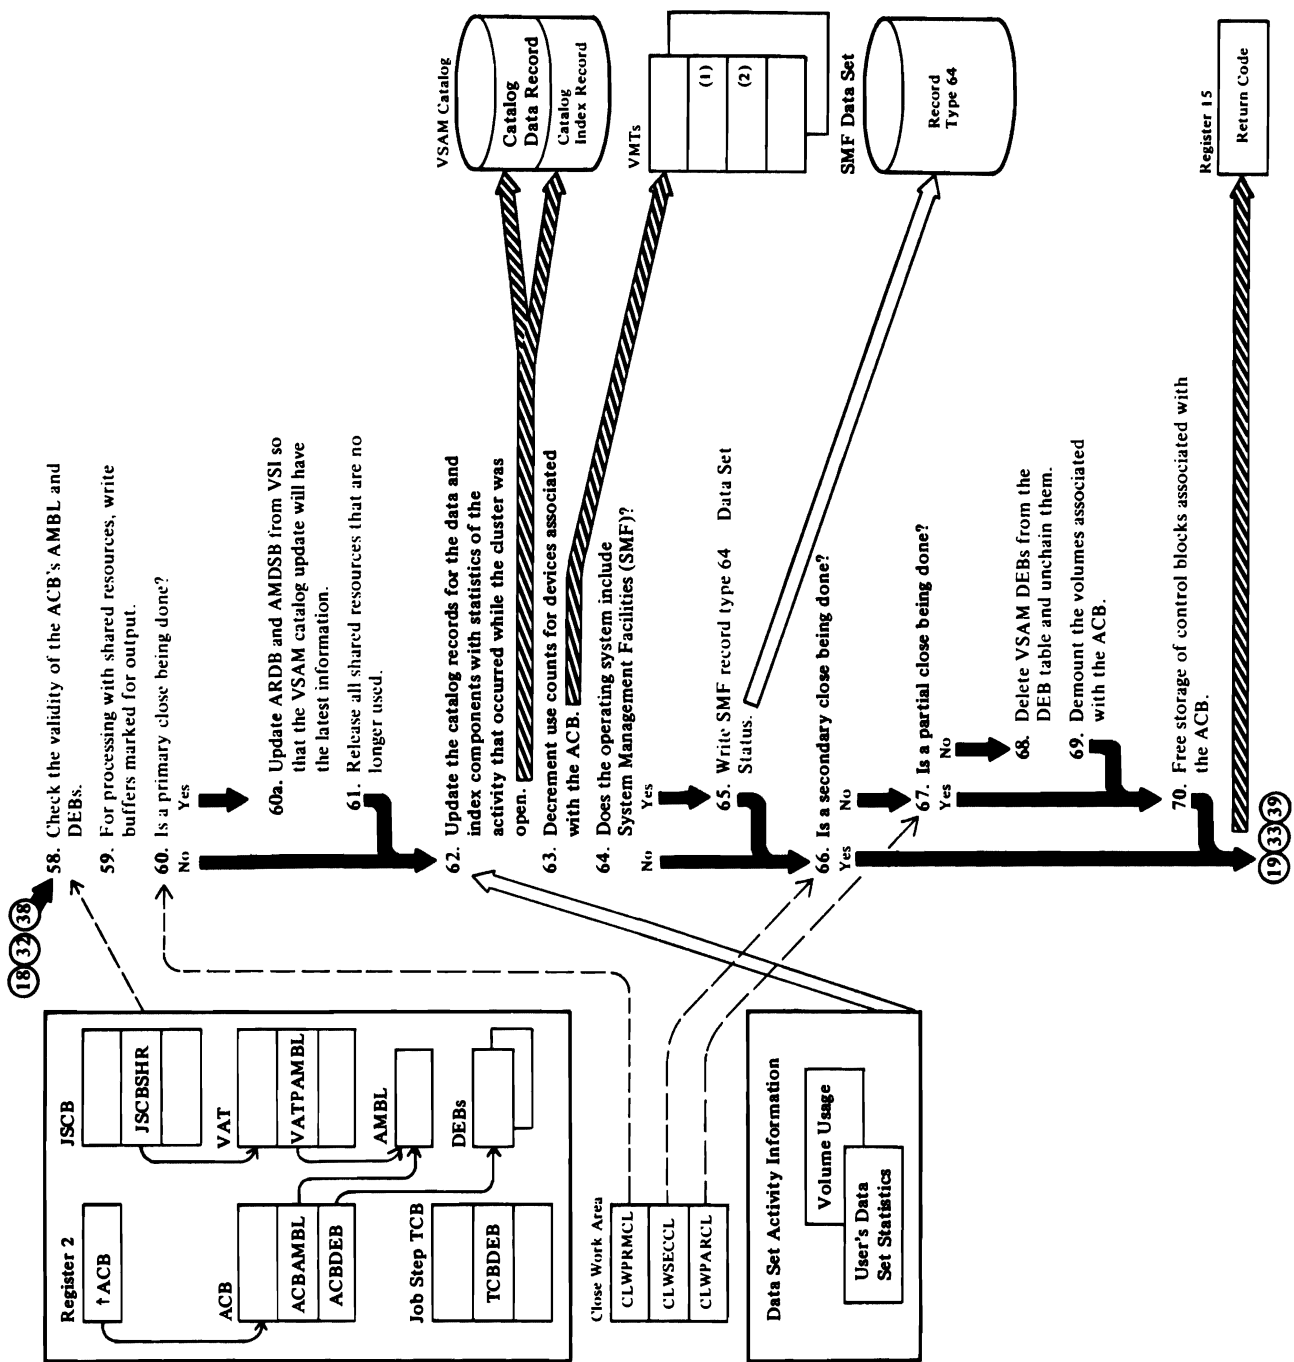 18 32 38
Register 2
↑ACB
JSCB
JSCBSHR
VAT
VATPAMBL
ACB
ACBAMBL
ACBDEB
AMBL
Job Step TCB
TCBDEB
DEBs
Close Work Area
CLWPRMCL
CLWSECCL
CLWPARCL
Data Set Activity Information
Volume Usage
User's Data
Set Statistics
58. Check the validity of the ACB's AMBL and
DEBs.
59. For processing with shared resources, write
buffers marked for output.
60. Is a primary close being done?
No Yes
60a. Update ARDB and AMDSB from VSI so
that the VSAM catalog update will have
the latest information.
61. Release all shared resources that are no
longer used.
62. Update the catalog records for the data and
index components with statistics of the
activity that occurred while the cluster was
open.
63. Decrement use counts for devices associated
with the ACB.
64. Does the operating system include
System Management Facilities (SMF)?
No Yes
65. Write SMF record type 64 Data Set
Status.
66. Is a secondary close being done?
Yes No
67. Is a partial close being done?
Yes No
68. Delete VSAM DEBs from the
DEB table and unchain them.
69. Demount the volumes associated
with the ACB.
70. Free storage of control blocks associated with
the ACB.
19 33 39
VSAM Catalog
Catalog
Data Record
Catalog
Index Record
VMTs
(1)
(2)
SMF Data Set
Record
Type 64
Register 15
Return Code